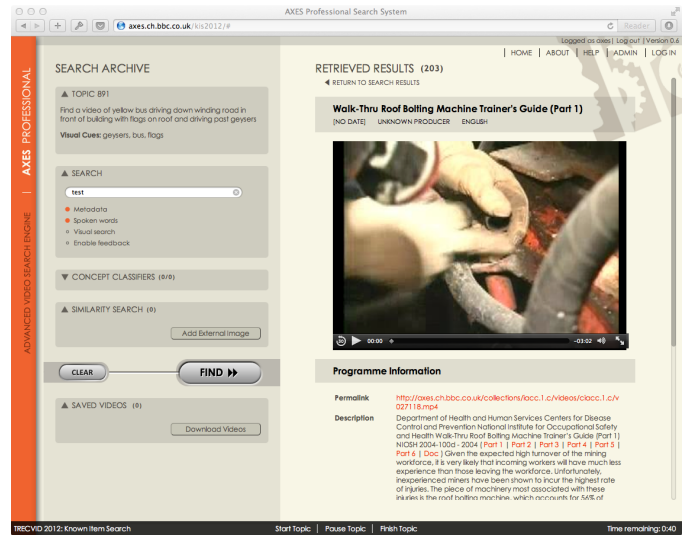 AXES Professional Search System
axes.ch.bbc.co.uk/kis2012/#
Reader
Logged as axes | Log out | Version 0.6
HOME | ABOUT | HELP | ADMIN | LOG IN
AXES PROFESSIONAL
ADVANCED VIDEO SEARCH ENGINE
SEARCH ARCHIVE
TOPIC 891
Find a video of yellow bus driving down winding road in
front of building with flags on roof and driving past geysers
Visual Cues: geysers, bus, flags
SEARCH
test
Metadata
Spoken words
Visual search
Enable feedback
CONCEPT CLASSIFIERS (0/0)
SIMILARITY SEARCH (0)
Add External Image
CLEAR
FIND
SAVED VIDEOS (0)
Download Videos
RETRIEVED RESULTS (203)
RETURN TO SEARCH RESULTS
Walk-Thru Roof Bolting Machine Trainer's Guide (Part 1)
[NO DATE] UNKNOWN PRODUCER ENGLISH
30
00:00
-03:02
Programme Information
Permalink
http://axes.ch.bbc.co.uk/collections/iacc.1.c/videos/ciacc.1.c/v
027118.mp4
Description
Department of Health and Human Services Centers for Disease
Control and Prevention National Institute for Occupational Safety
and Health Walk-Thru Roof Bolting Machine Trainer's Guide (Part 1)
NIOSH 2004-100d - 2004 ( Part 1 | Part 2 | Part 3 | Part 4 | Part 5 |
Part 6 | Doc ) Given the expected high turnover of the mining
workforce, it is very likely that incoming workers will have much less
experience than those leaving the workforce. Unfortunately,
inexperienced miners have been shown to incur the highest rate
of injuries. The piece of machinery most associated with these
injuries is the roof bolting machine, which accounts for 56% of
TRECVID 2012: Known Item Search
Start Topic | Pause Topic | Finish Topic
Time remaining: 0:40